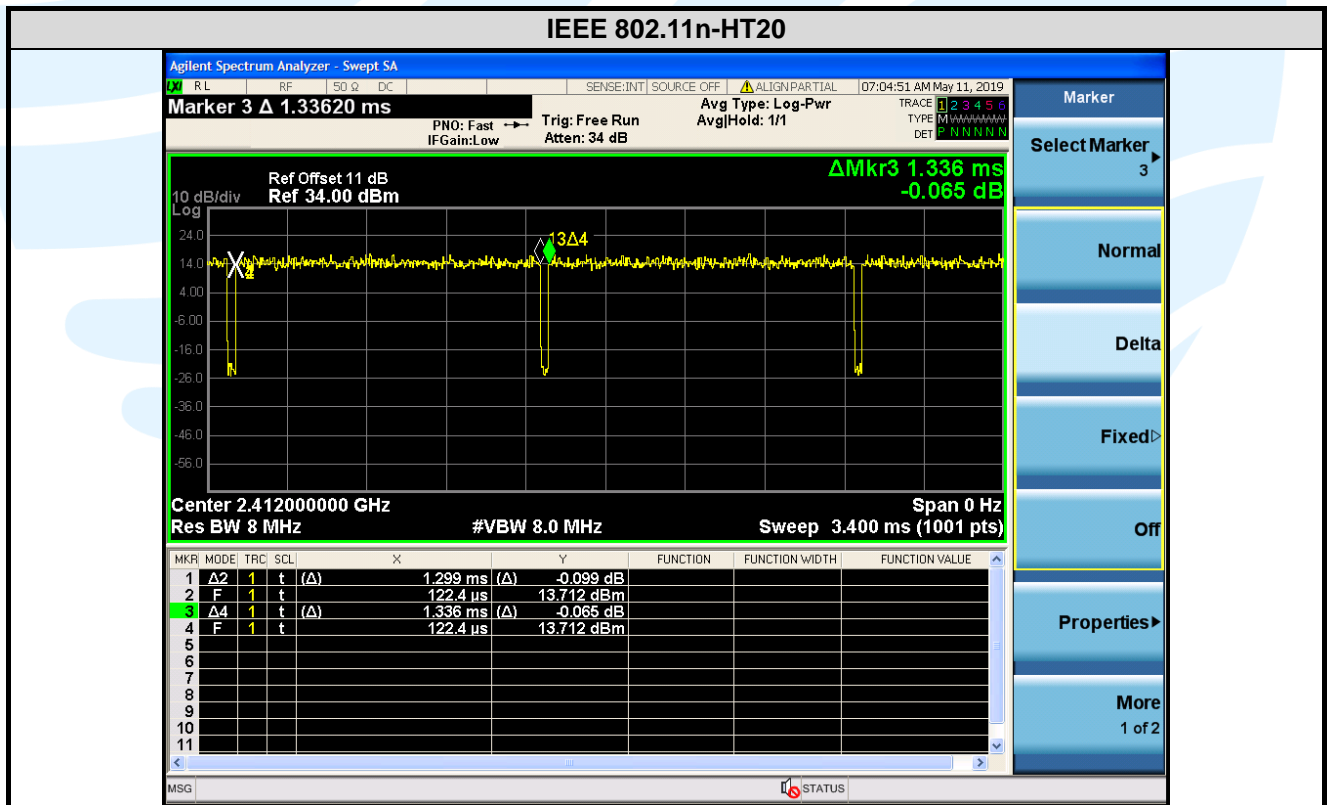 IEEE 802.11n-HT20
Agilent Spectrum Analyzer - Swept SA
LXI RL RF 50 Ω DC SENSE:INT SOURCE OFF ALIGN PARTIAL 07:04:51 AM May 11, 2019
Marker 3 Δ 1.33620 ms
PNO: Fast
IFGain:Low
Trig: Free Run
Atten: 34 dB
Avg Type: Log-Pwr
Avg|Hold: 1/1
TRACE 1 2 3 4 5 6
TYPE M
DET P N N N N N
ΔMkr3 1.336 ms
-0.065 dB
Ref Offset 11 dB
10 dB/div Ref 34.00 dBm
Log
24.0
14.0
4.00
-6.00
-16.0
-26.0
-36.0
-46.0
-56.0
13Δ4
Center 2.412000000 GHz Span 0 Hz
Res BW 8 MHz #VBW 8.0 MHz Sweep 3.400 ms (1001 pts)
MKR MODE TRC SCL X Y FUNCTION FUNCTION WIDTH FUNCTION VALUE
1 Δ2 1 t (Δ) 1.299 ms (Δ) -0.099 dB
2 F 1 t 122.4 µs 13.712 dBm
3 Δ4 1 t (Δ) 1.336 ms (Δ) -0.065 dB
4 F 1 t 122.4 µs 13.712 dBm
5
6
7
8
9
10
11
MSG STATUS
Marker
Select Marker
3
Normal
Delta
Fixed
Off
Properties
More
1 of 2